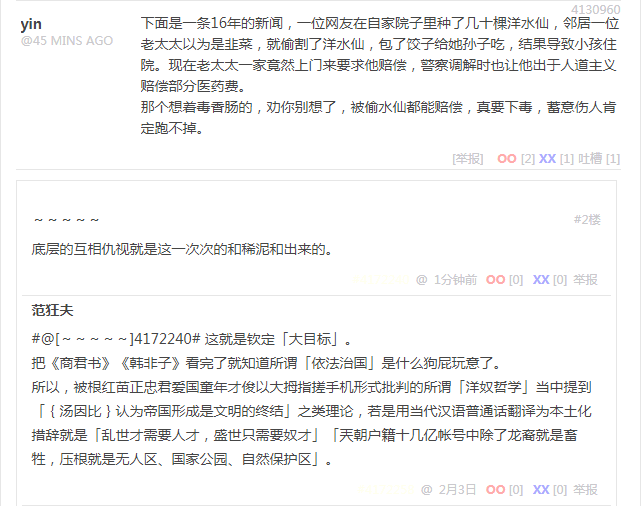 4130960
yin
@45 MINS AGO
下面是一条16年的新闻，一位网友在自家院子里种了几十棵洋水仙，邻居一位
老太太以为是韭菜，就偷割了洋水仙，包了饺子给她孙子吃，结果导致小孩住
院。现在老太太一家竟然上门来要求他赔偿，警察调解时也让他出于人道主义
赔偿部分医药费。
那个想着毒香肠的，劝你别想了，被偷水仙都能赔偿，真要下毒，蓄意伤人肯
定跑不掉。
[举报] OO [2] XX [1] 吐槽 [1]
～～～～～
#2楼
底层的互相仇视就是这一次次的和稀泥和出来的。
@ 1分钟前 OO [0] XX [0] 举报
范狂夫
#@[～～～～～]4172240# 这就是钦定「大目标」。
把《商君书》《韩非子》看完了就知道所谓「依法治国」是什么狗屁玩意了。
所以，被根红苗正忠君爱国童年才俊以大拇指搓手机形式批判的所谓「洋奴哲学」当中提到
「｛汤因比｝认为帝国形成是文明的终结」之类理论，若是用当代汉语普通话翻译为本土化
措辞就是「乱世才需要人才，盛世只需要奴才」「天朝户籍十几亿帐号中除了龙裔就是畜
牲，压根就是无人区、国家公园、自然保护区」。
@ 2月3日 OO [0] XX [0] 举报